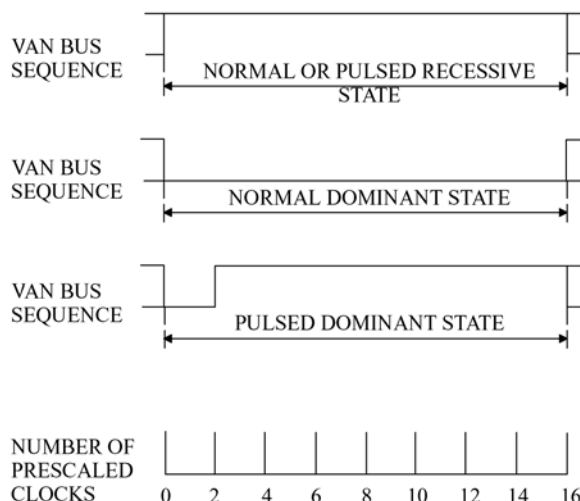 VAN BUS
SEQUENCE
NORMAL OR PULSED RECESSIVE
STATE
VAN BUS
SEQUENCE
NORMAL DOMINANT STATE
VAN BUS
SEQUENCE
PULSED DOMINANT STATE
NUMBER OF
PRESCALED
CLOCKS
0 2 4 6 8 10 12 14 16